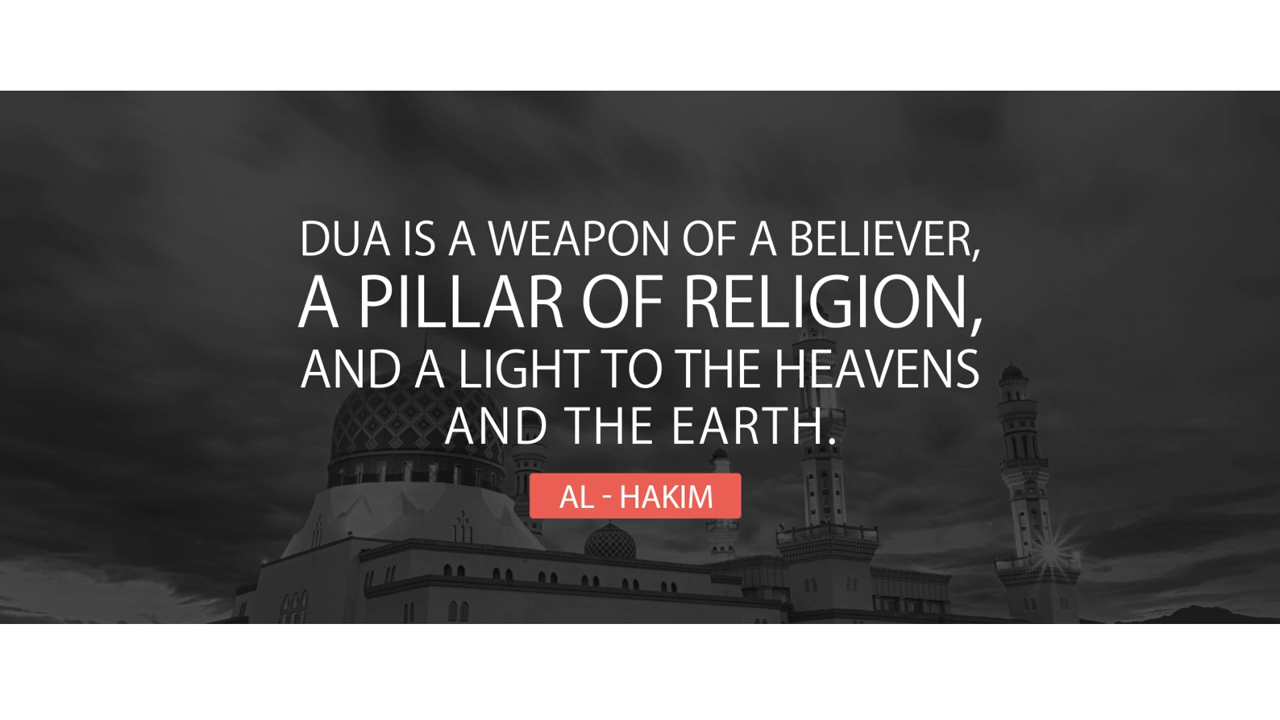 DUA IS A WEAPON OF A BELIEVER,
A PILLAR OF RELIGION,
AND A LIGHT TO THE HEAVENS
AND THE EARTH.
AL - HAKIM